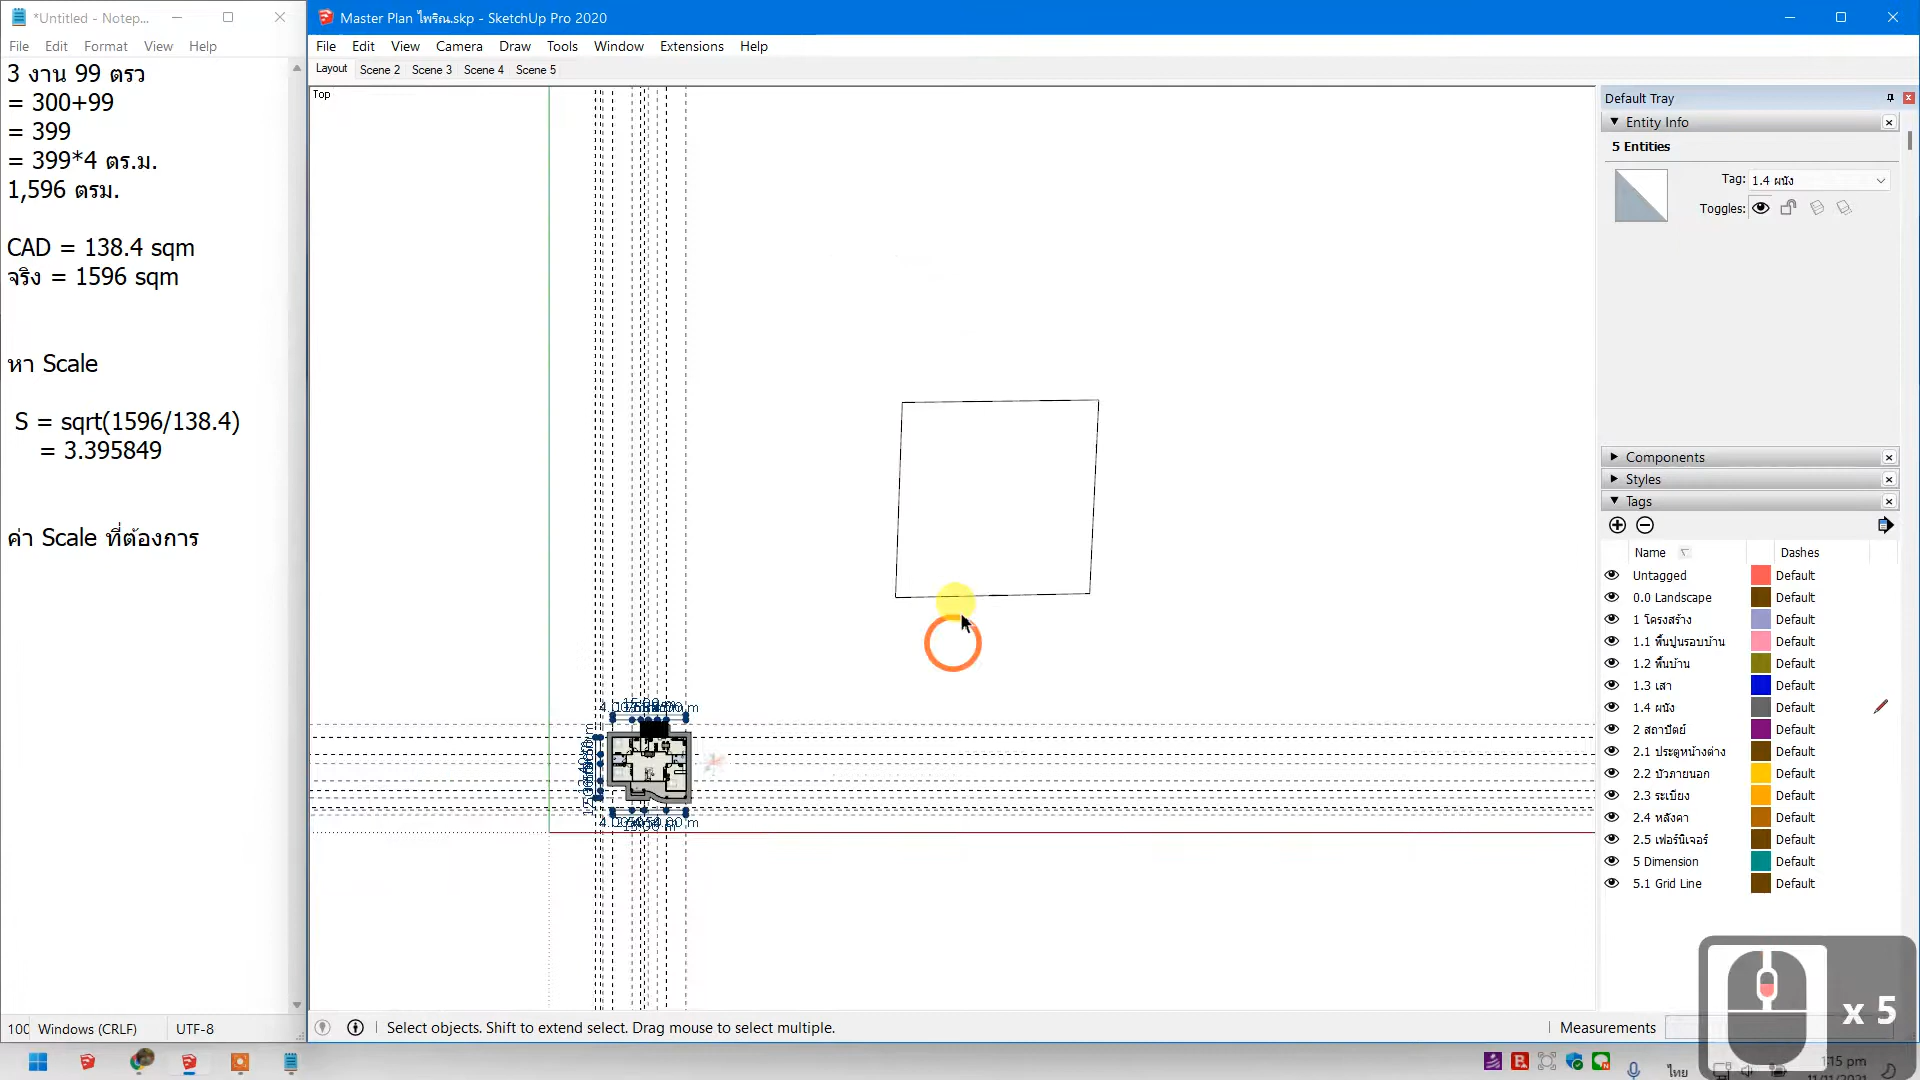 *Untitled - Notep...
File Edit Format View Help
3 งาน 99 ตรว
= 300+99
= 399
= 399*4 ตร.ม.
1,596 ตรม.
CAD = 138.4 sqm
จริง = 1596 sqm
หา Scale
S = sqrt(1596/138.4)
= 3.395849
ค่า Scale ที่ต้องการ
100 Windows (CRLF) UTF-8
Master Plan ไพริณ.skp - SketchUp Pro 2020
File Edit View Camera Draw Tools Window Extensions Help
Layout Scene 2 Scene 3 Scene 4 Scene 5
Top
Select objects. Shift to extend select. Drag mouse to select multiple.
Measurements
Default Tray
Entity Info
5 Entities
Tag: 1.4 ผนัง
Toggles:
Components
Styles
Tags
Name Dashes
Untagged Default
0.0 Landscape Default
1 โครงสร้าง Default
1.1 พื้นปูนรอบบ้าน Default
1.2 พื้นบ้าน Default
1.3 เสา Default
1.4 ผนัง Default
2 สถาปัตย์ Default
2.1 ประตูหน้าต่าง Default
2.2 บัวภายนอก Default
2.3 ระเบียง Default
2.4 หลังคา Default
2.5 เฟอร์นิเจอร์ Default
5 Dimension Default
5.1 Grid Line Default
x 5
ไทย
1:15 pm